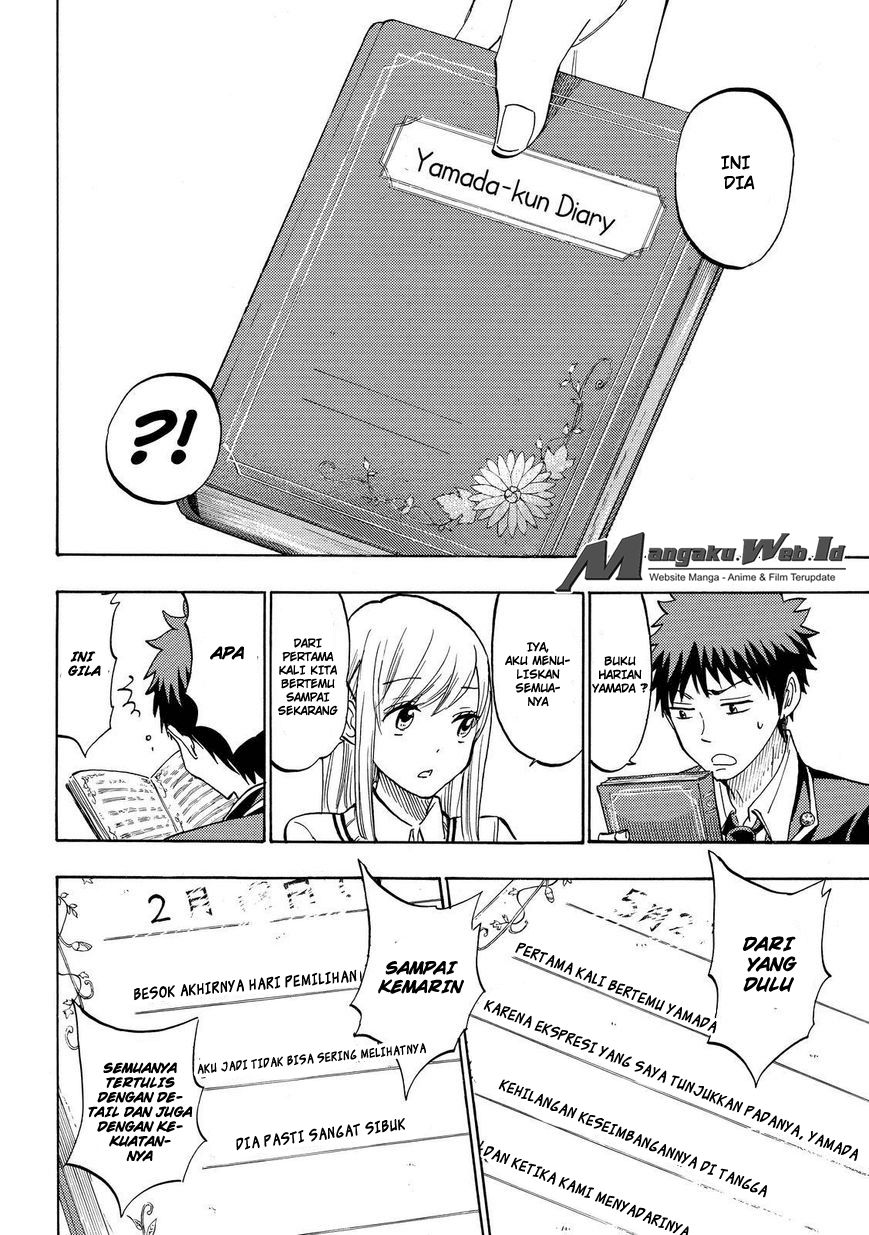 INI
DIA
Yamada-kun Diary
?!
Mangaku.Web.Id
Website Manga - Anime & Film Terupdate
BUKU
HARIAN
YAMADA ?
IYA,
AKU MENU-
LISKAN
SEMUA-
NYA
DARI
PERTAMA
KALI KITA
BERTEMU
SAMPAI
SEKARANG
APA
INI
GILA
DARI
YANG
DULU
PERTAMA KALI BERTEMU YAMADA
KARENA EKSPRESI YANG SAYA TUNJUKKAN PADANYA, YAMADA
KEHILANGAN KESEIMBANGANNYA DI TANGGA
DAN KETIKA KAMI MENYADARINYA
SAMPAI
KEMARIN
2月
BESOK AKHIRNYA HARI PEMILIHAN
AKU JADI TIDAK BISA SERING MELIHATNYA
DIA PASTI SANGAT SIBUK
SEMUANYA
TERTULIS
DENGAN DE-
TAIL DAN JUGA
DENGAN KE-
KUATAN-
NYA